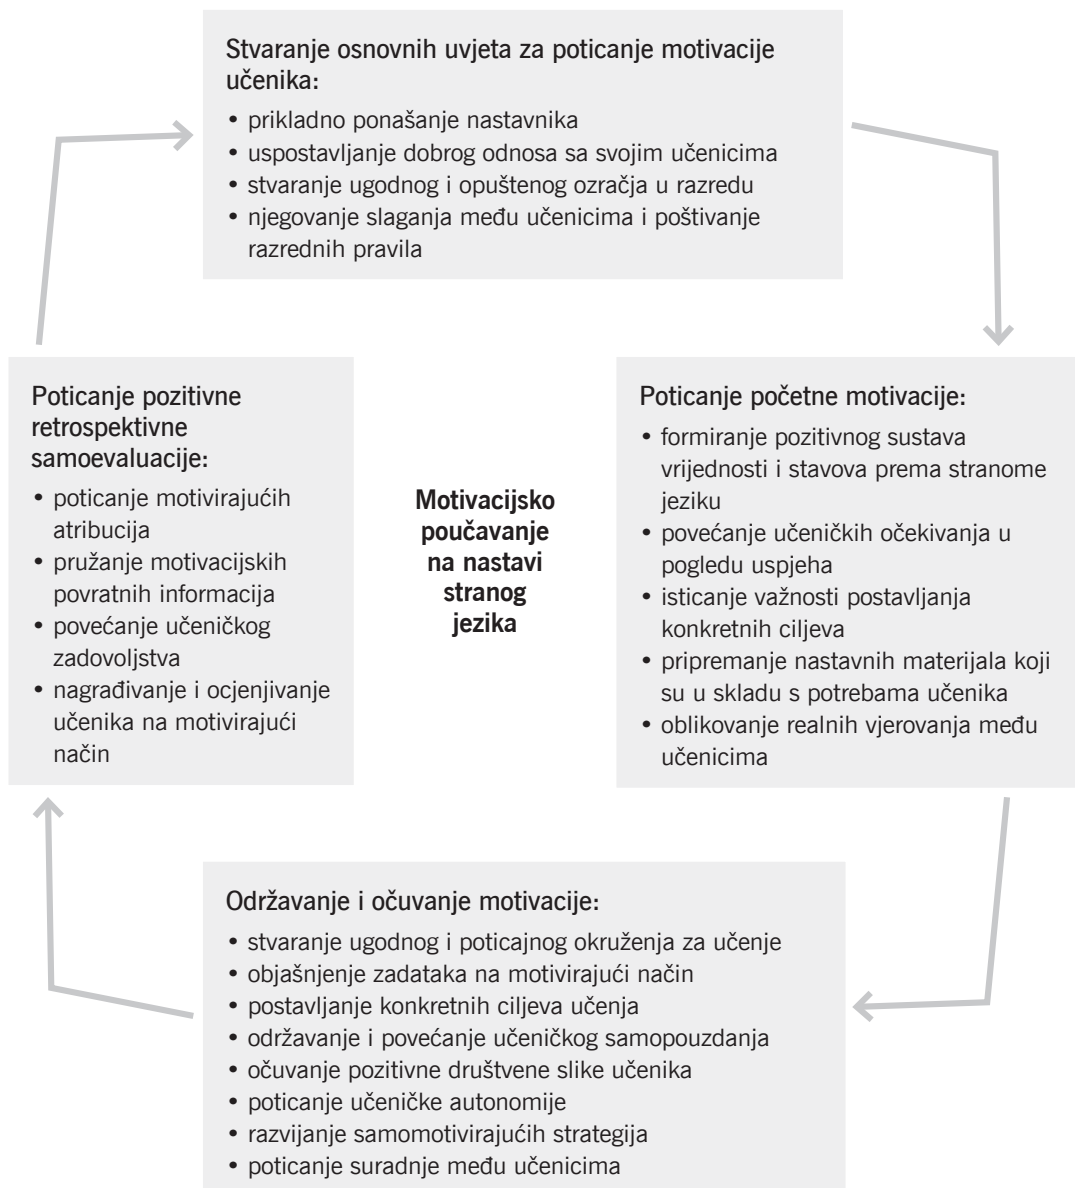 Stvaranje osnovnih uvjeta za poticanje motivacije
učenika:
• prikladno ponašanje nastavnika
• uspostavljanje dobrog odnosa sa svojim učenicima
• stvaranje ugodnog i opuštenog ozračja u razredu
• njegovanje slaganja među učenicima i poštivanje
razrednih pravila
Poticanje početne motivacije:
• formiranje pozitivnog sustava
vrijednosti i stavova prema stranome
jeziku
• povećanje učeničkih očekivanja u
pogledu uspjeha
• isticanje važnosti postavljanja
konkretnih ciljeva
• pripremanje nastavnih materijala koji
su u skladu s potrebama učenika
• oblikovanje realnih vjerovanja među
učenicima
Održavanje i očuvanje motivacije:
• stvaranje ugodnog i poticajnog okruženja za učenje
• objašnjenje zadataka na motivirajući način
• postavljanje konkretnih ciljeva učenja
• održavanje i povećanje učeničkog samopouzdanja
• očuvanje pozitivne društvene slike učenika
• poticanje učeničke autonomije
• razvijanje samomotivirajućih strategija
• poticanje suradnje među učenicima
Poticanje pozitivne
retrospektivne
samoevaluacije:
• poticanje motivirajućih
atribucija
• pružanje motivacijskih
povratnih informacija
• povećanje učeničkog
zadovoljstva
• nagrađivanje i ocjenjivanje
učenika na motivirajući
način
Motivacijsko
poučavanje
na nastavi
stranog
jezika